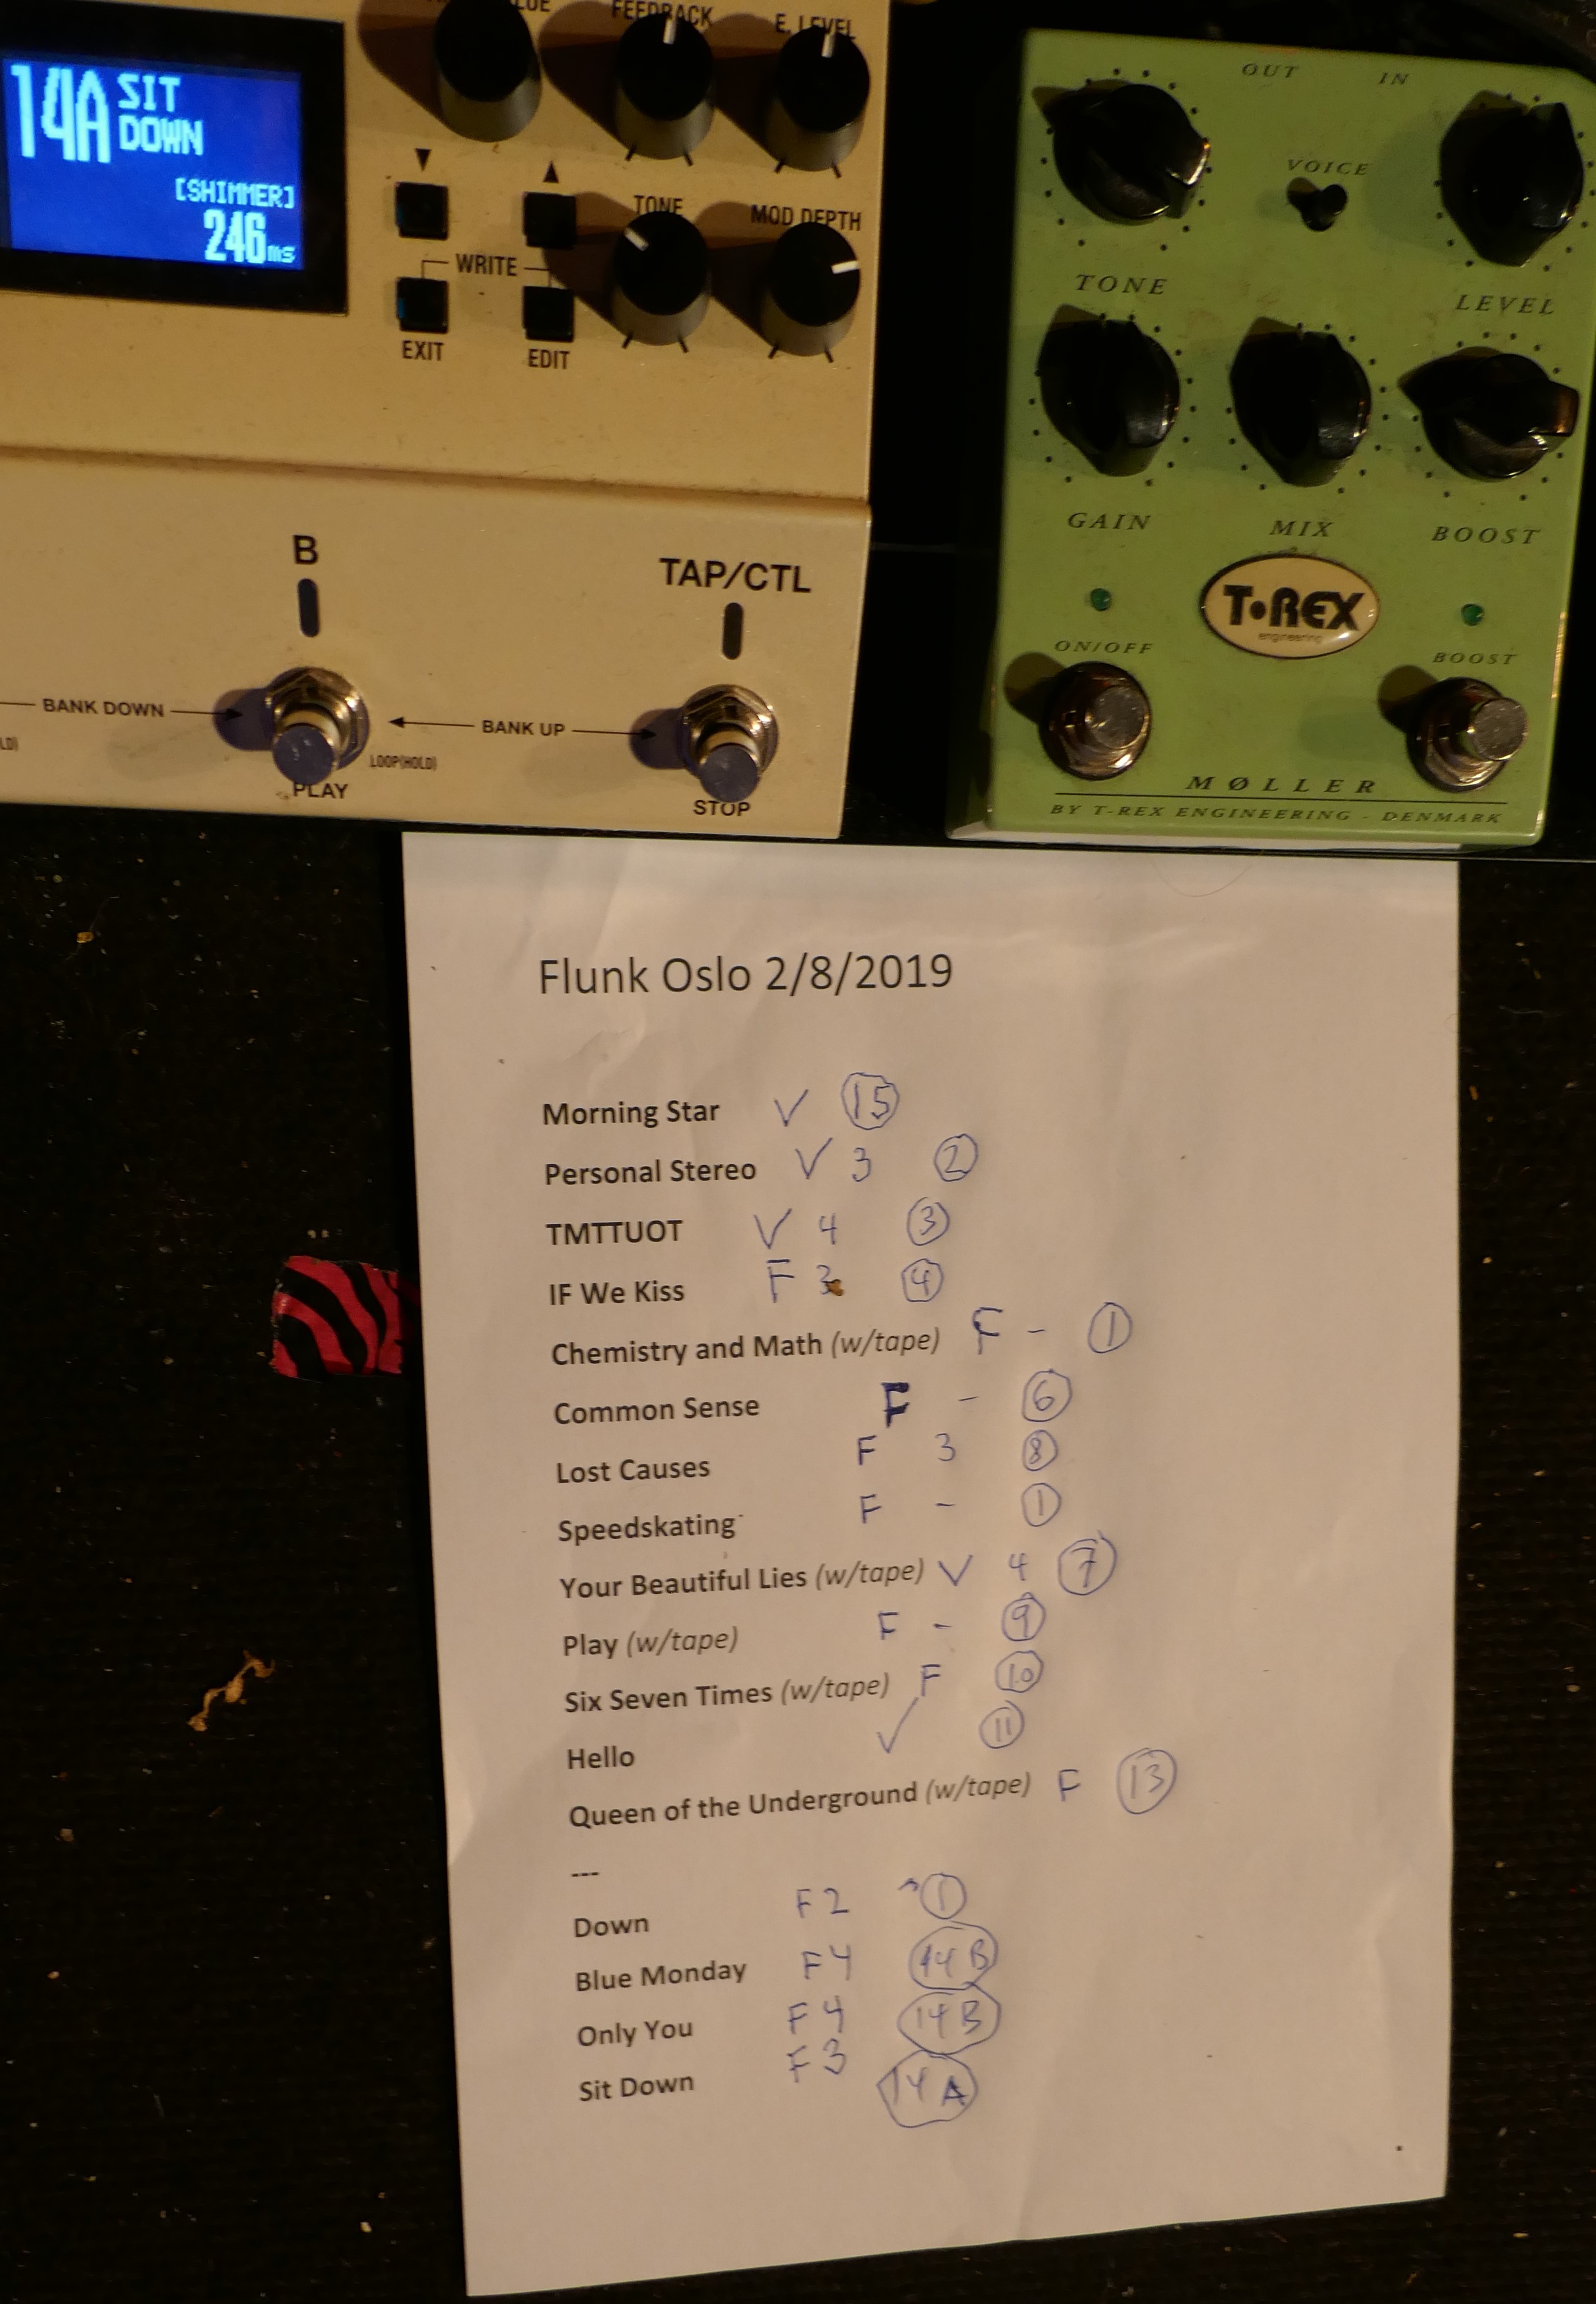 FEEDBACK
E. LEVEL
14A SIT
DOWN
[SHIMMER]
246ms
TONE
MOD DEPTH
WRITE
EXIT
EDIT
B
TAP/CTL
BANK DOWN
BANK UP
LOOP(HOLD)
PLAY
STOP
OUT IN
VOICE
TONE
LEVEL
GAIN
MIX
BOOST
T•REX
engineering
ON/OFF
BOOST
MØLLER
BY T-REX ENGINEERING - DENMARK
Flunk Oslo 2/8/2019
Morning Star V 15
Personal Stereo V 3 2
TMTTUOT V 4 3
IF We Kiss F 3 4
Chemistry and Math (w/tape) F - 1
Common Sense F - 6
Lost Causes F 3 8
Speedskating F - 1
Your Beautiful Lies (w/tape) V 4 7
Play (w/tape) F - 9
Six Seven Times (w/tape) F 10
Hello ✓ 11
Queen of the Underground (w/tape) F 13
---
Down F2 1
Blue Monday F4 14B
Only You F4 14B
Sit Down F3 14A